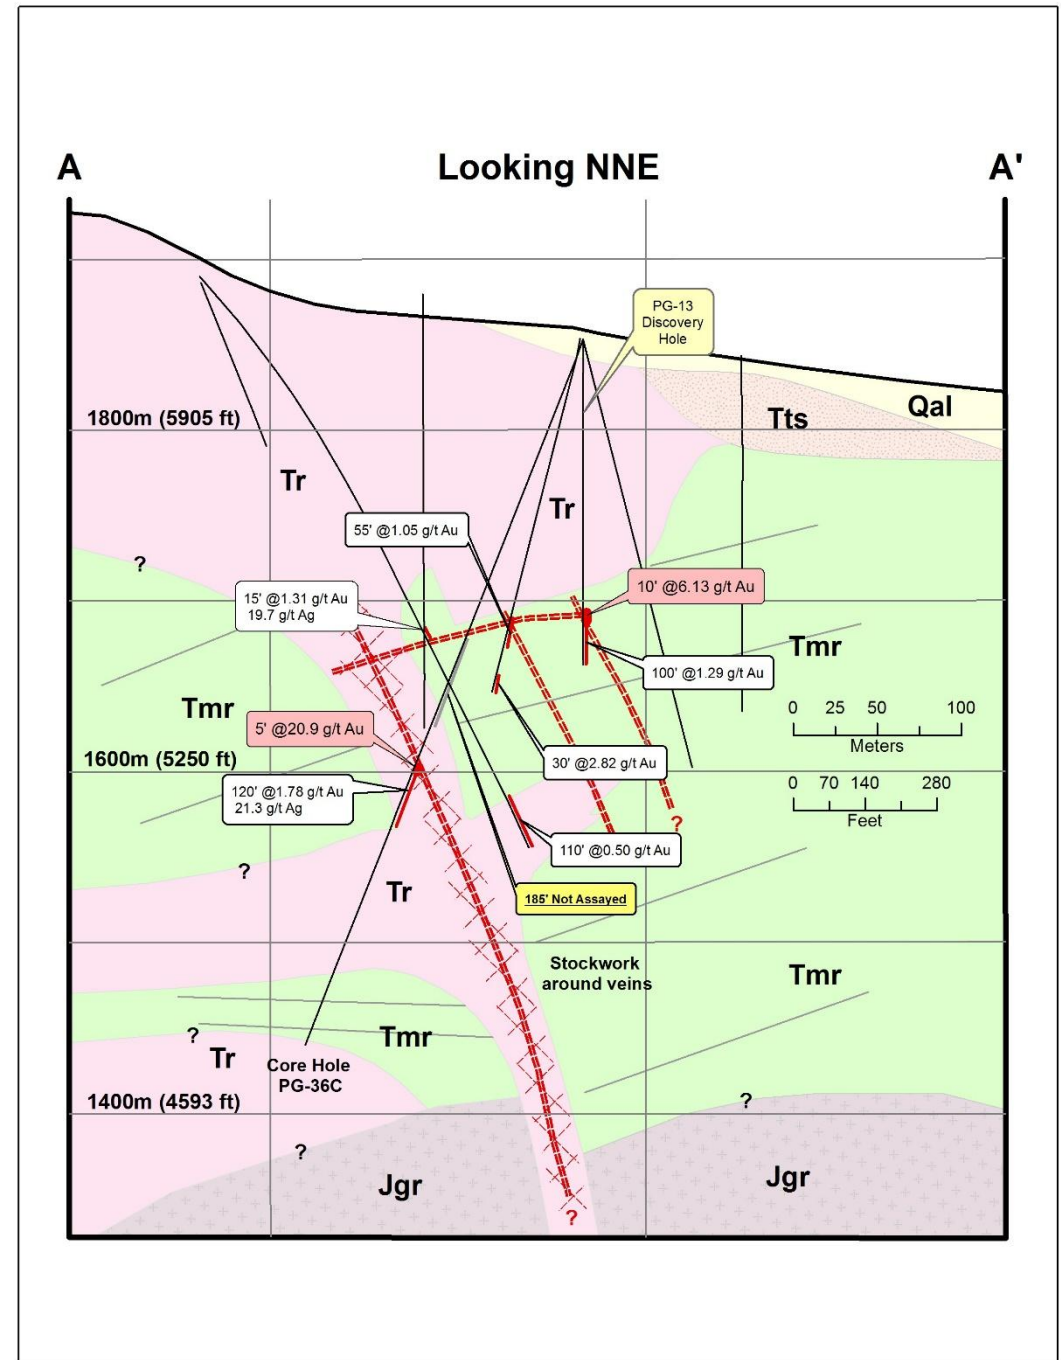 A
Looking NNE
A'
PG-13
Discovery
Hole
1800m (5905 ft)
Tts
Qal
Tr
Tr
55' @1.05 g/t Au
?
15' @1.31 g/t Au
19.7 g/t Ag
10' @6.13 g/t Au
Tmr
100' @1.29 g/t Au
Tmr
5' @20.9 g/t Au
0 25 50 100
Meters
1600m (5250 ft)
30' @2.82 g/t Au
120' @1.78 g/t Au
21.3 g/t Ag
0 70 140 280
Feet
?
110' @0.50 g/t Au
?
Tr
185' Not Assayed
Stockwork
around veins
Tmr
?
Tr
Tmr
Core Hole
PG-36C
1400m (4593 ft)
?
?
Jgr
Jgr
?